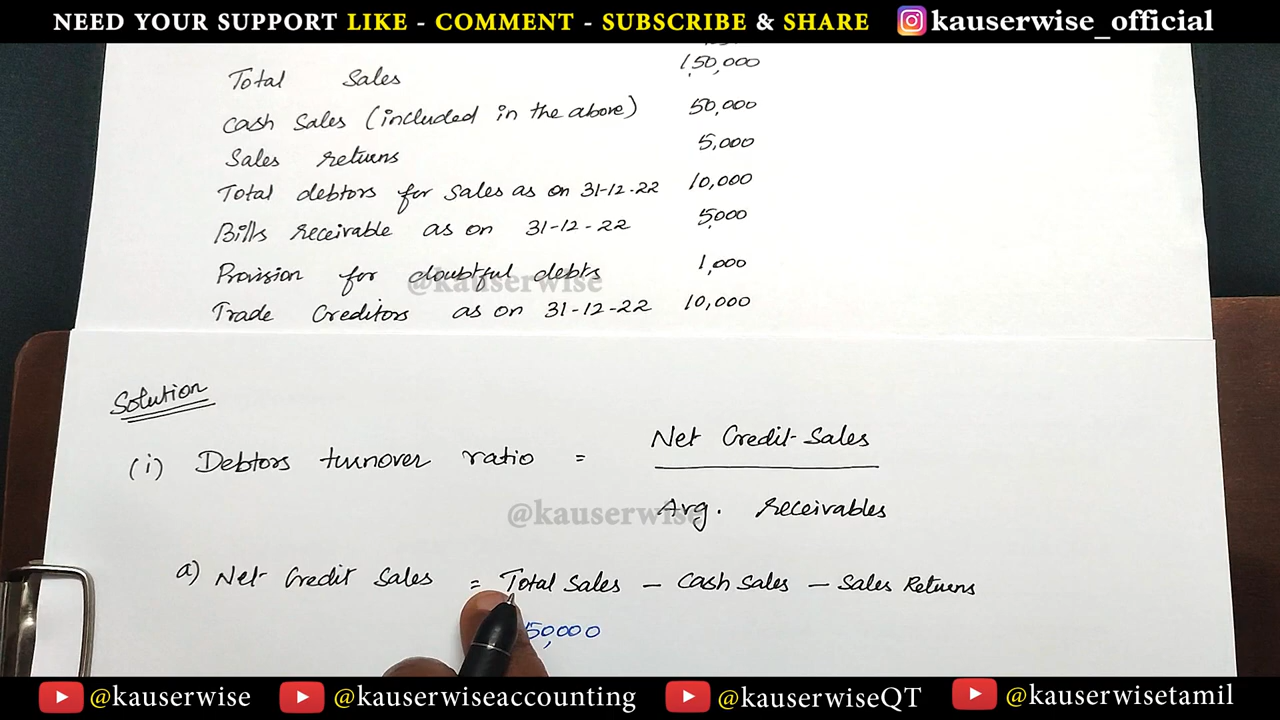 NEED YOUR SUPPORT LIKE - COMMENT - SUBSCRIBE & SHARE kauserwise_official
Total Sales 1,50,000
Cash Sales (included in the above) 50,000
Sales returns 5,000
Total debtors for sales as on 31-12-22 10,000
Bills receivable as on 31-12-22 5,000
Provision for doubtful debts 1,000
@kauserwise
Trade Creditors as on 31-12-22 10,000
Solution
(i) Debtors turnover ratio = Net Credit Sales
Avg. receivables
@kauserwise
a) Net Credit Sales = Total Sales - Cash Sales - Sales Returns
50,000
@kauserwise @kauserwiseaccounting @kauserwiseQT @kauserwisetamil